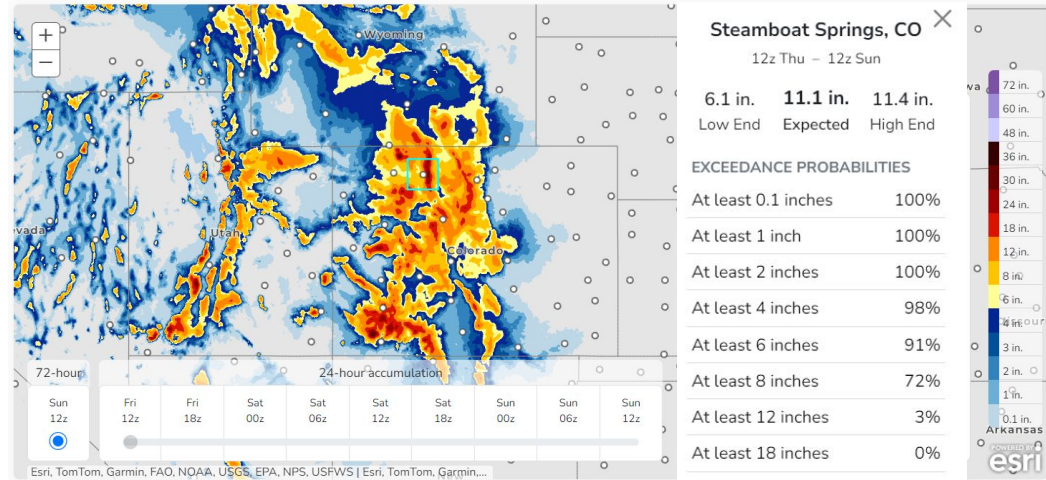 +
−
Wyoming
Utah
Colorado
vada
72-hour
Sun
12z
24-hour accumulation
Fri
12z
Fri
18z
Sat
00z
Sat
06z
Sat
12z
Sat
18z
Sun
00z
Sun
06z
Sun
12z
Esri, TomTom, Garmin, FAO, NOAA, USGS, EPA, NPS, USFWS | Esri, TomTom, Garmin,...
Steamboat Springs, CO
12z Thu – 12z Sun
6.1 in. 11.1 in. 11.4 in.
Low End Expected High End
EXCEEDANCE PROBABILITIES
At least 0.1 inches 100%
At least 1 inch 100%
At least 2 inches 100%
At least 4 inches 98%
At least 6 inches 91%
At least 8 inches 72%
At least 12 inches 3%
At least 18 inches 0%
wa
72 in.
60 in.
48 in.
36 in.
30 in.
24 in.
18 in.
12 in.
8 in.
6 in.
4 in.
3 in.
2 in.
1 in.
0.1 in.
Arkansas
POWERED BY
esri